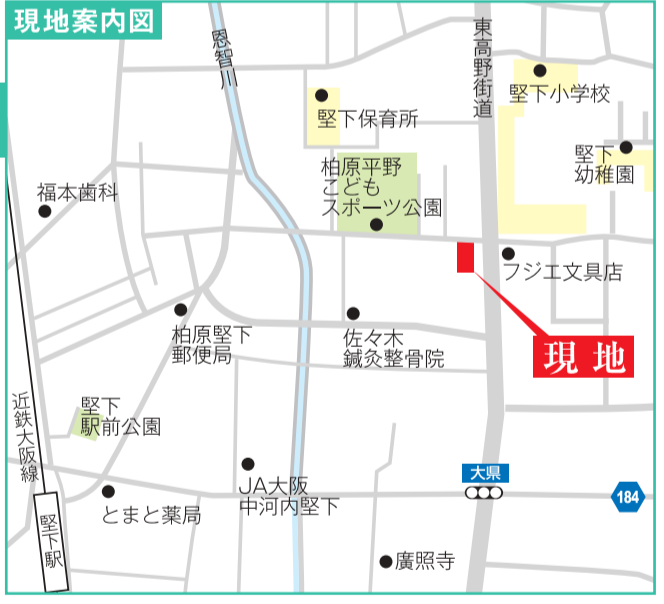 現地案内図
恩智川
東高野街道
堅下小学校
堅下保育所
堅下
幼稚園
柏原平野
こども
スポーツ公園
福本歯科
フジエ文具店
現地
柏原堅下
郵便局
佐々木
鍼灸整骨院
近鉄大阪線
堅下
駅前公園
大県
184
JA大阪
中河内堅下
とまと薬局
堅下駅
廣照寺